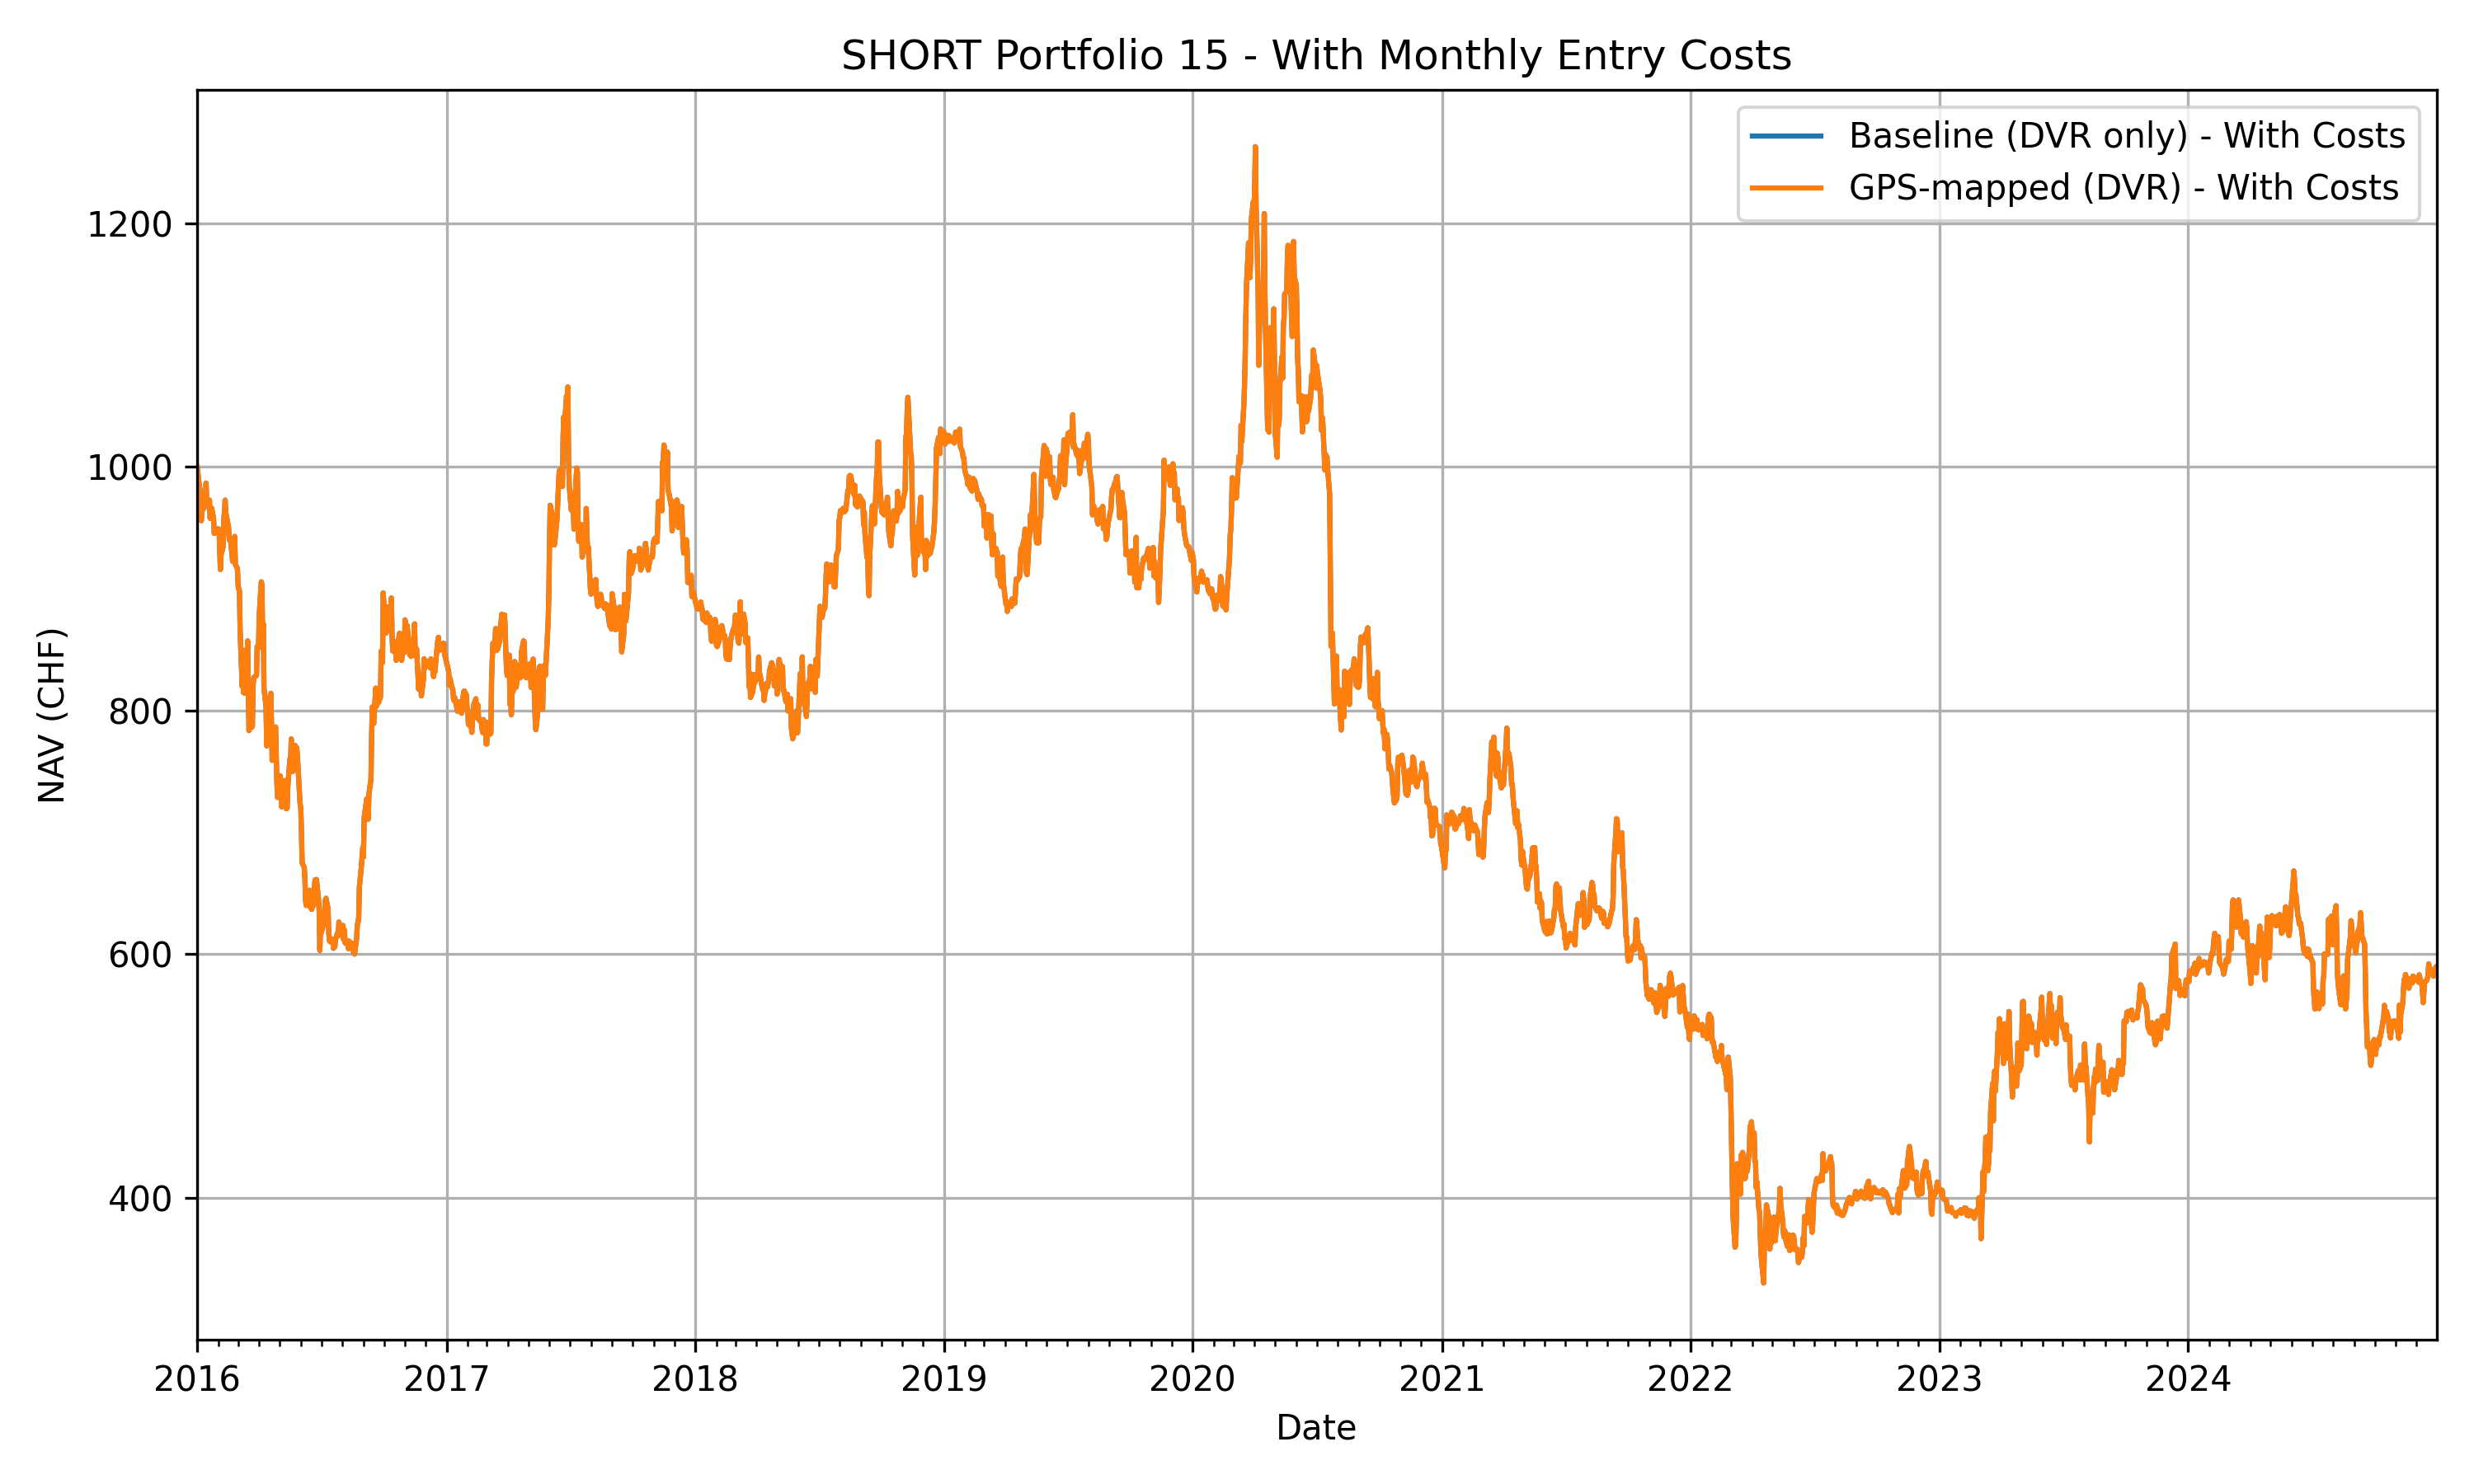 SHORT Portfolio 15 - With Monthly Entry Costs
Baseline (DVR only) - With Costs
GPS-mapped (DVR) - With Costs
NAV (CHF)
1200
1000
800
600
400
2016 2017 2018 2019 2020 2021 2022 2023 2024
Date